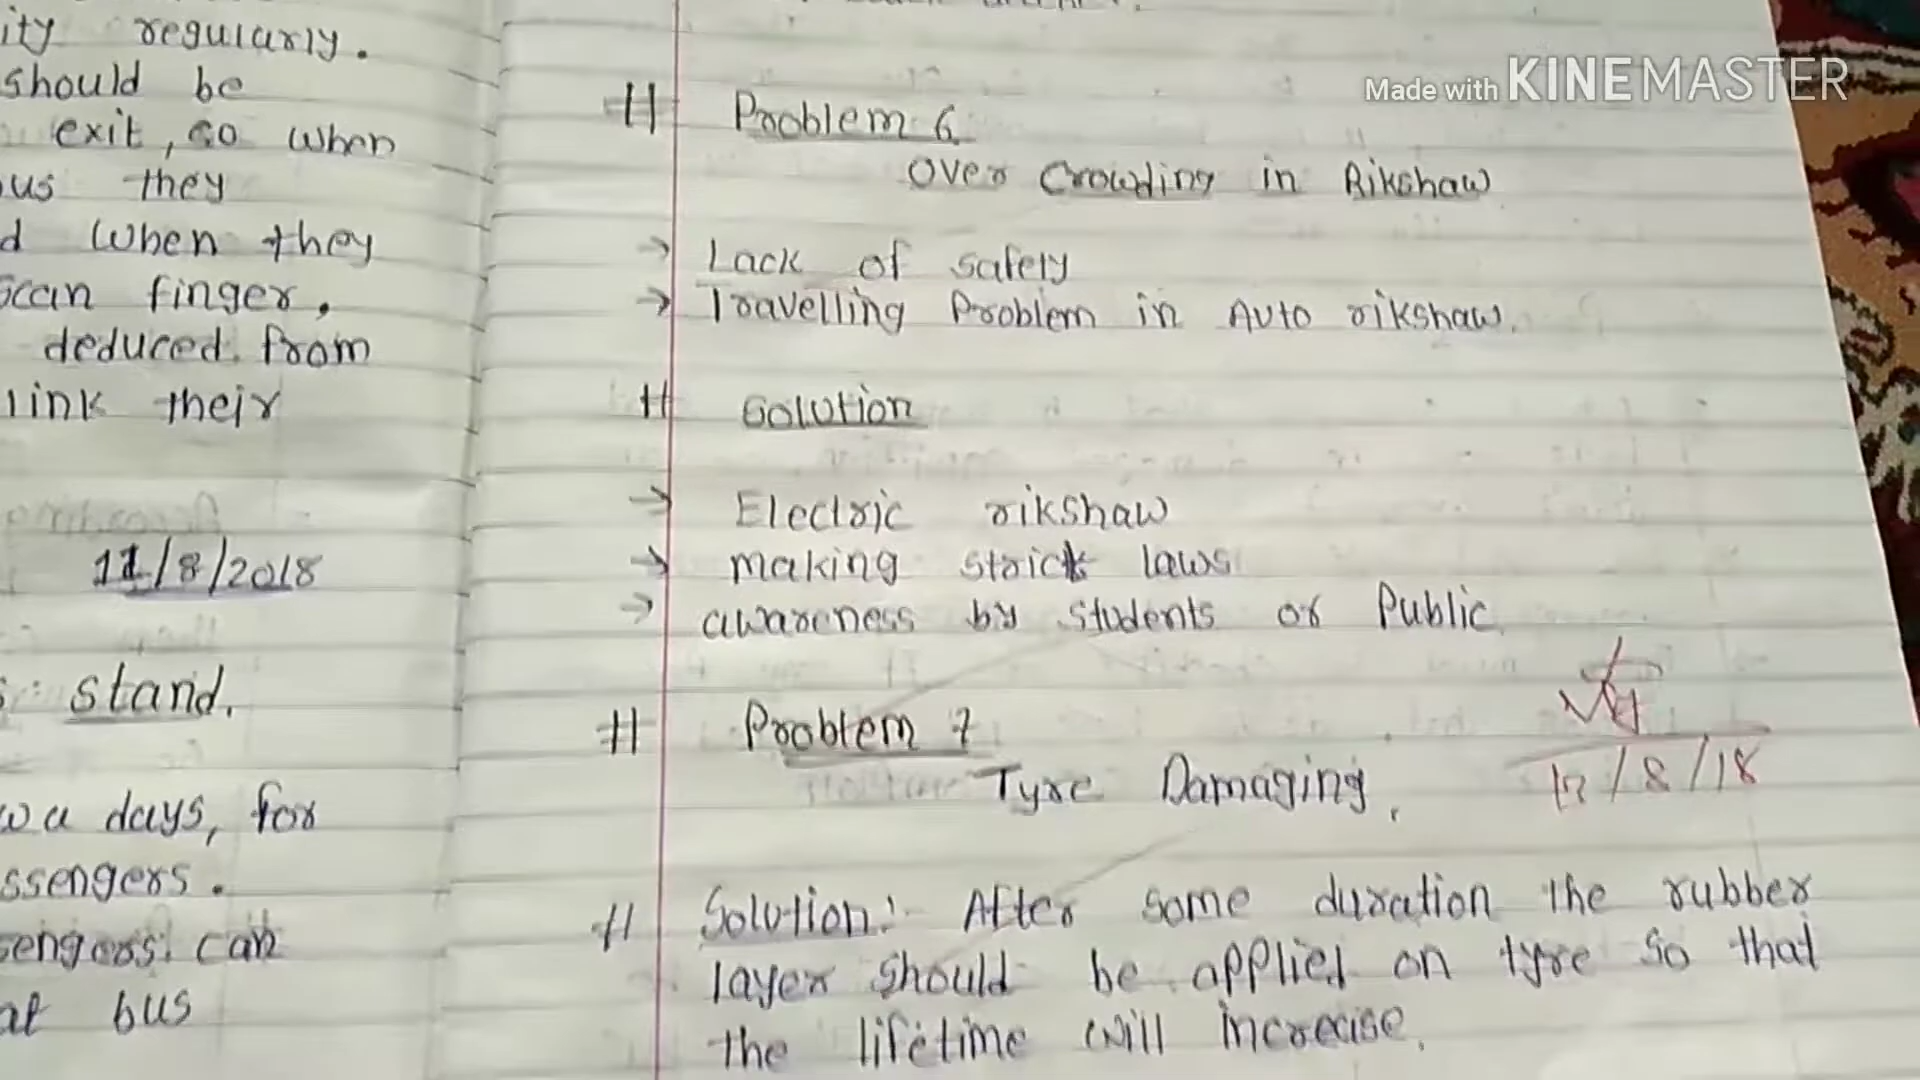 ity regularly.
should be
exit, so when
us they
d when they
scan finger.
deduced from
link their
11/8/2018
stand.
days, for
ssengers.
sengers can
at bus
Made with KINEMASTER
# Problem 6
Over Crowding in Rikshaw
→ Lack of safely
→ Travelling Problem in Auto rikshaw.
# Solution
→ Electric rikshaw
→ making strick laws
→ awareness by students or Public
# Problem 7
Tyre Damaging.
17/8/18
# Solution:- After some duration the rubber
layer should be applied on tyre so that
the lifetime will increase.